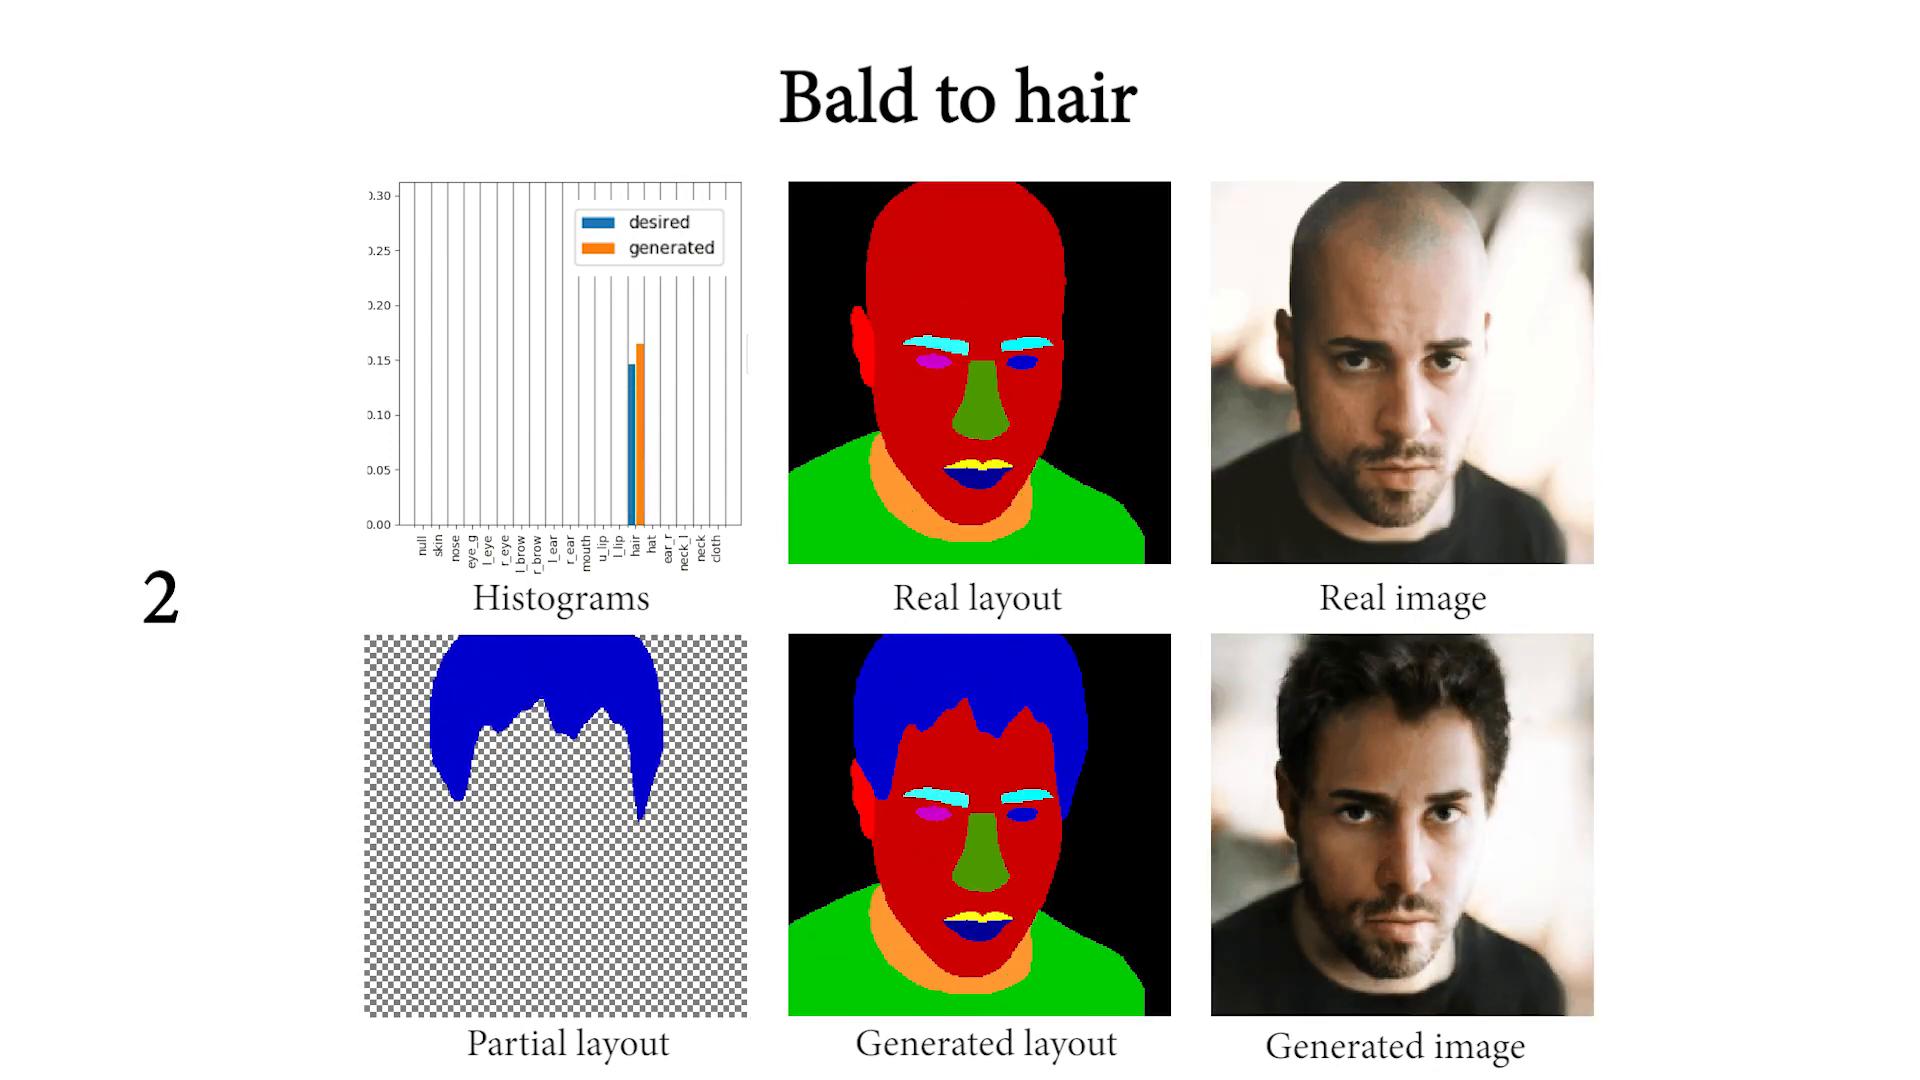 Bald to hair
0.30
0.25
0.20
0.15
0.10
0.05
0.00
desired
generated
null
skin
nose
eye_g
l_eye
r_eye
l_brow
r_brow
l_ear
r_ear
mouth
u_lip
l_lip
hair
hat
ear_r
neck_l
neck
cloth
Histograms
Real layout
Real image
2
Partial layout
Generated layout
Generated image